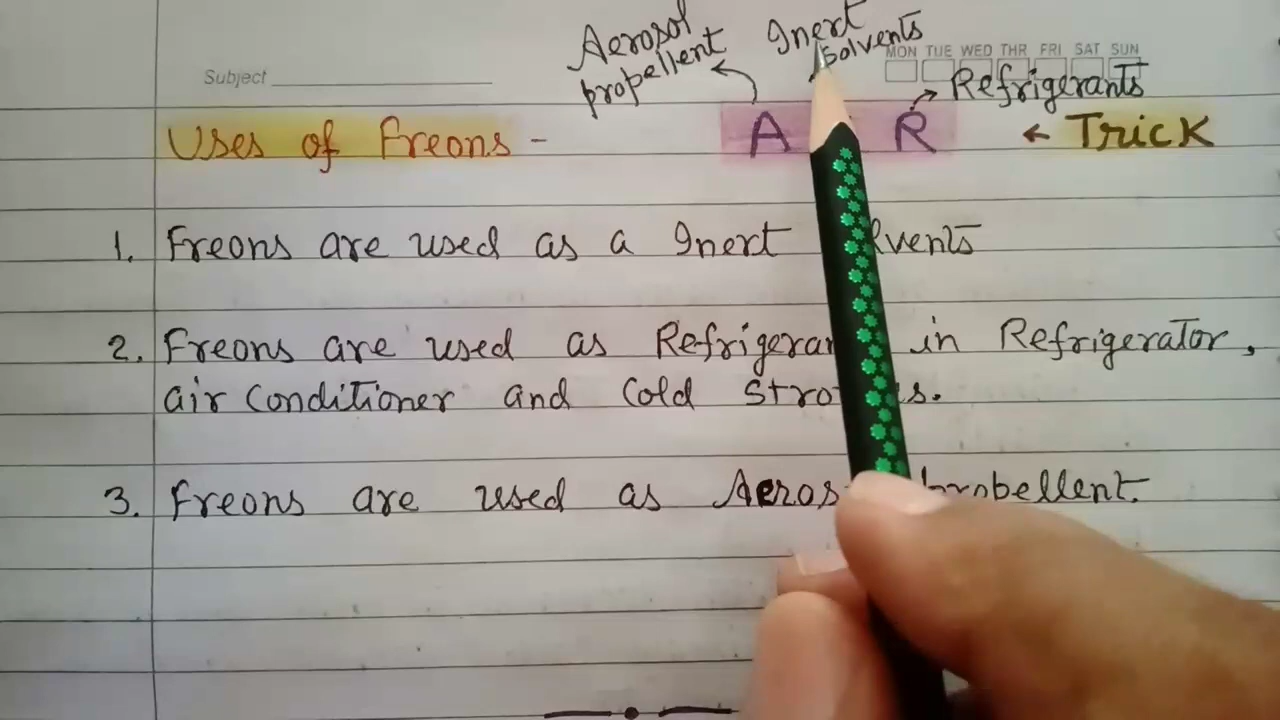 Aerosol propellent
Inert solvents
MON TUE WED THR FRI SAT SUN
Subject
Refrigerants
Uses of Freons - A R ← Trick
1. Freons are used as a Inert
2. Freons are used as in Refrigerator,
air Conditioner and Cold
3. Freons are used as propellent.